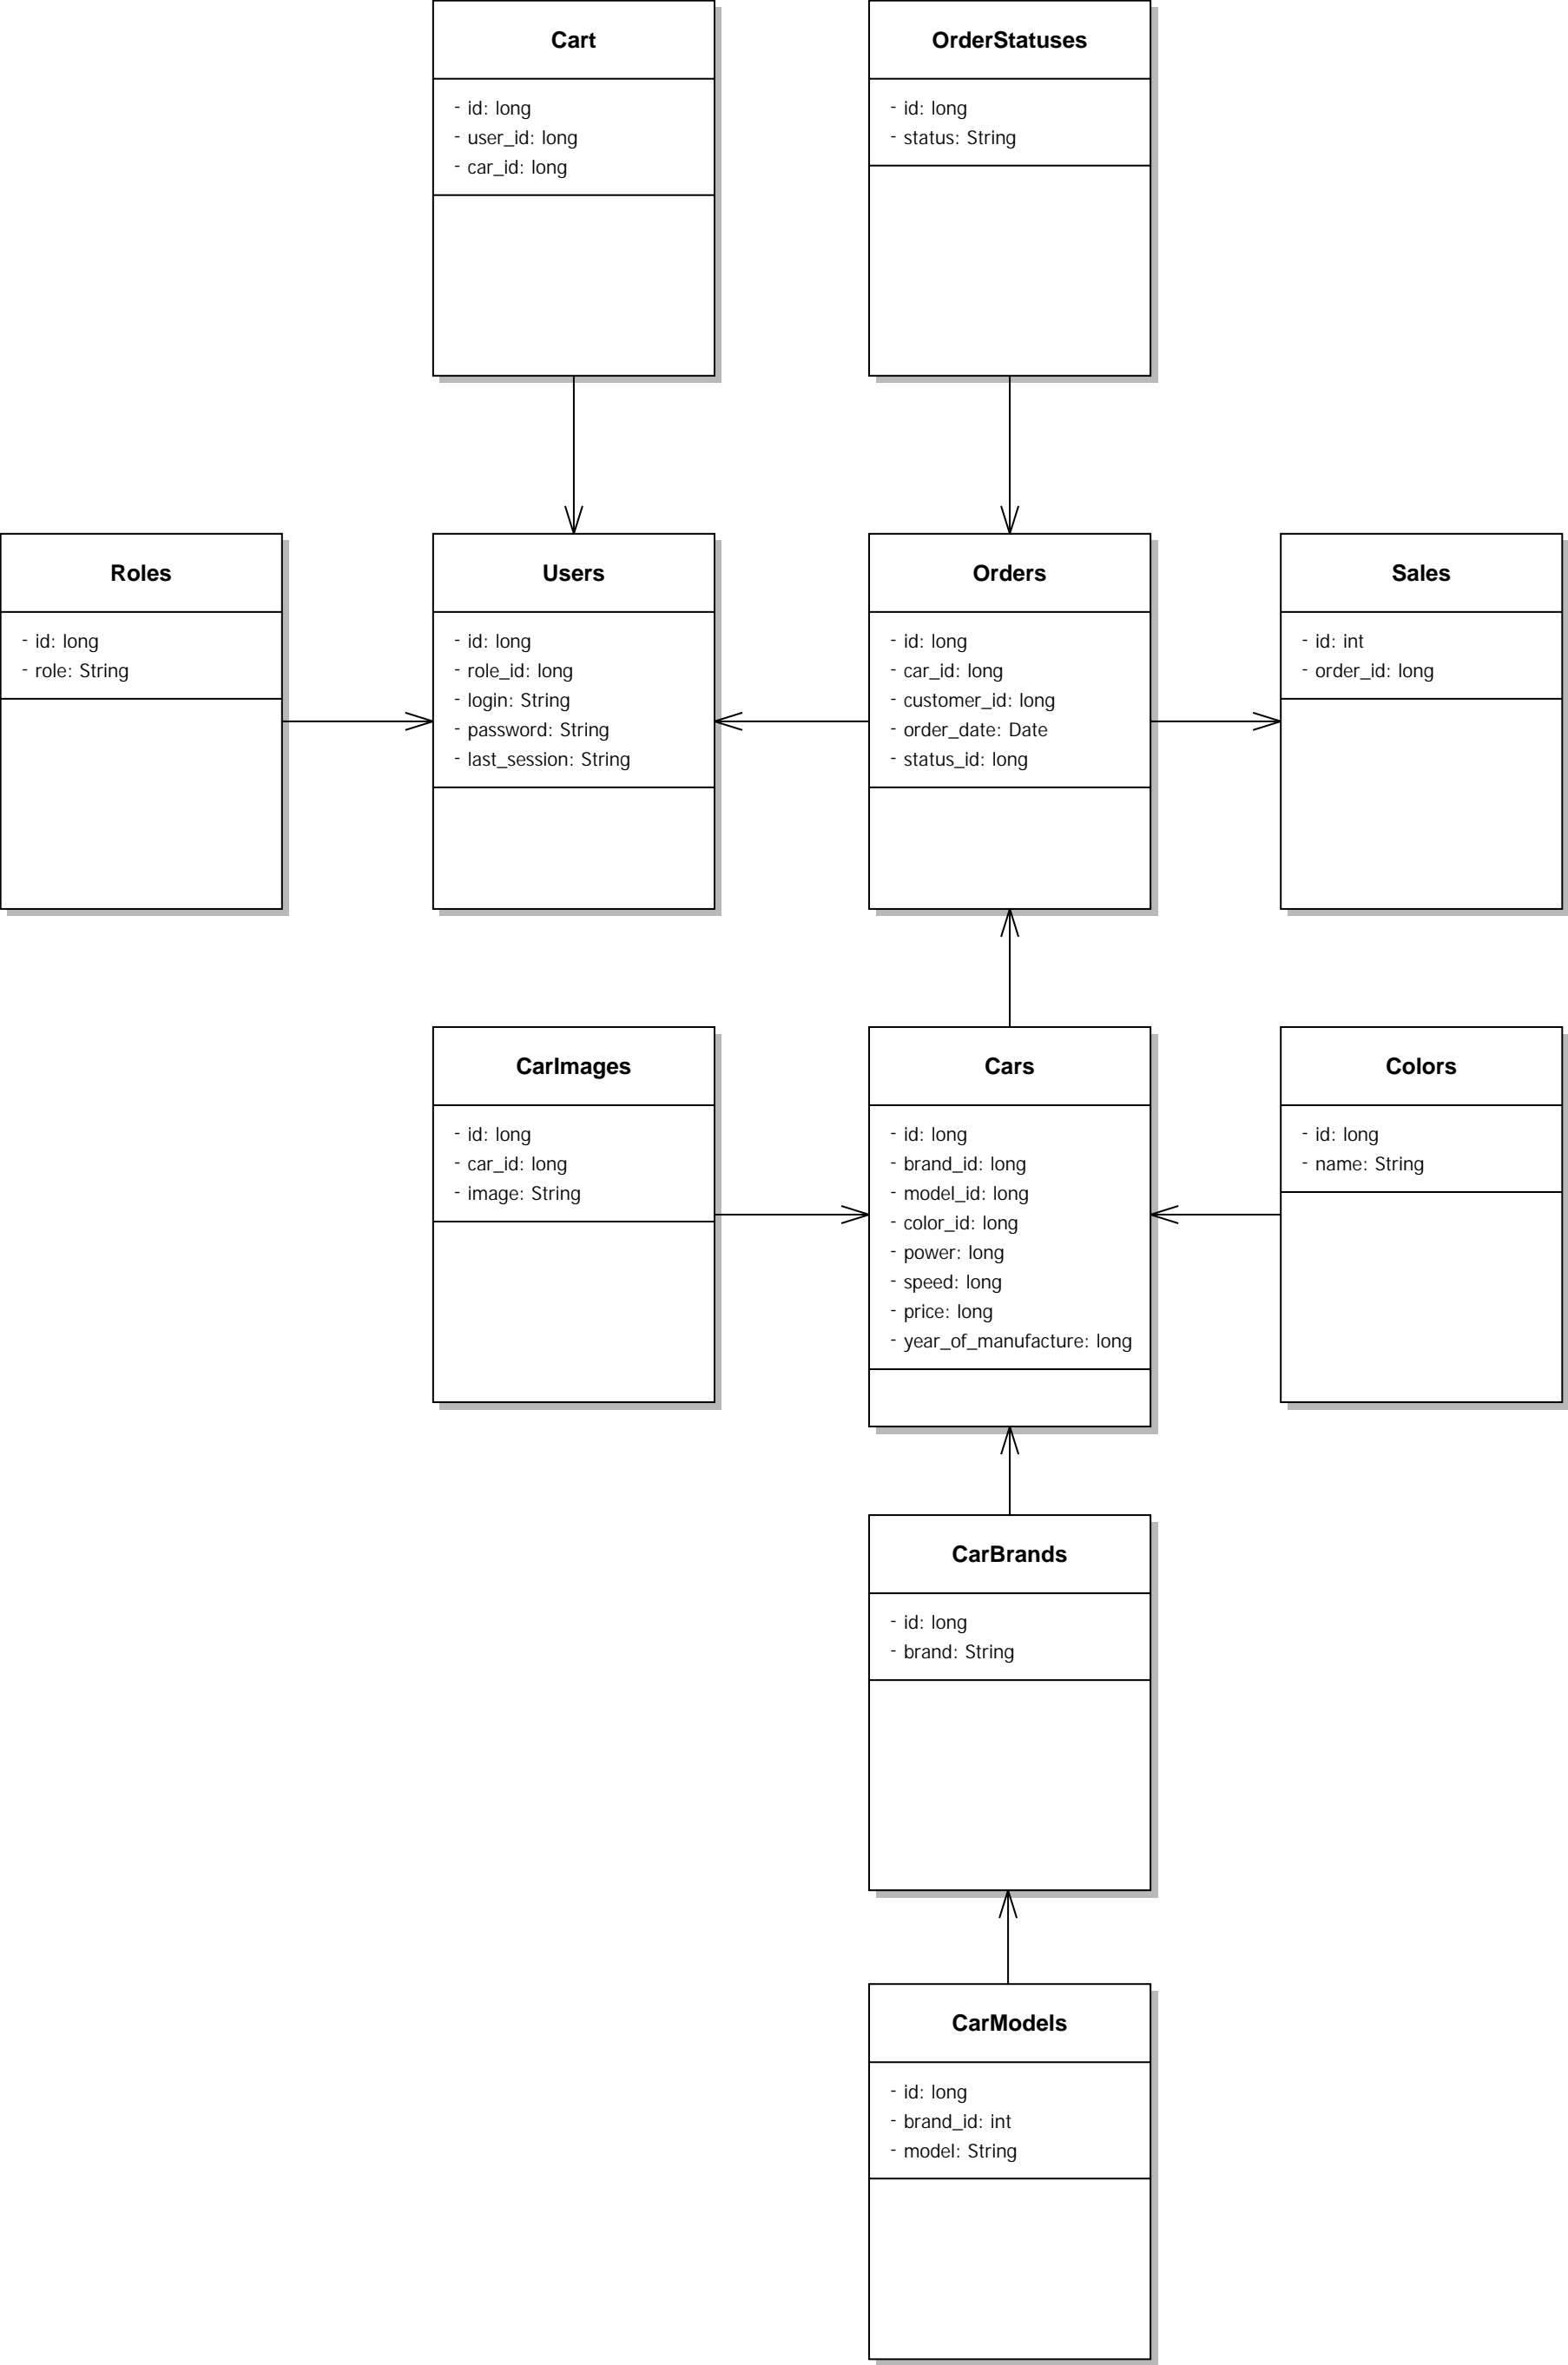 Cart
- id: long
- user_id: long
- car_id: long
OrderStatuses
- id: long
- status: String
Roles
- id: long
- role: String
Users
- id: long
- role_id: long
- login: String
- password: String
- last_session: String
Orders
- id: long
- car_id: long
- customer_id: long
- order_date: Date
- status_id: long
Sales
- id: int
- order_id: long
CarImages
- id: long
- car_id: long
- image: String
Cars
- id: long
- brand_id: long
- model_id: long
- color_id: long
- power: long
- speed: long
- price: long
- year_of_manufacture: long
Colors
- id: long
- name: String
CarBrands
- id: long
- brand: String
CarModels
- id: long
- brand_id: int
- model: String